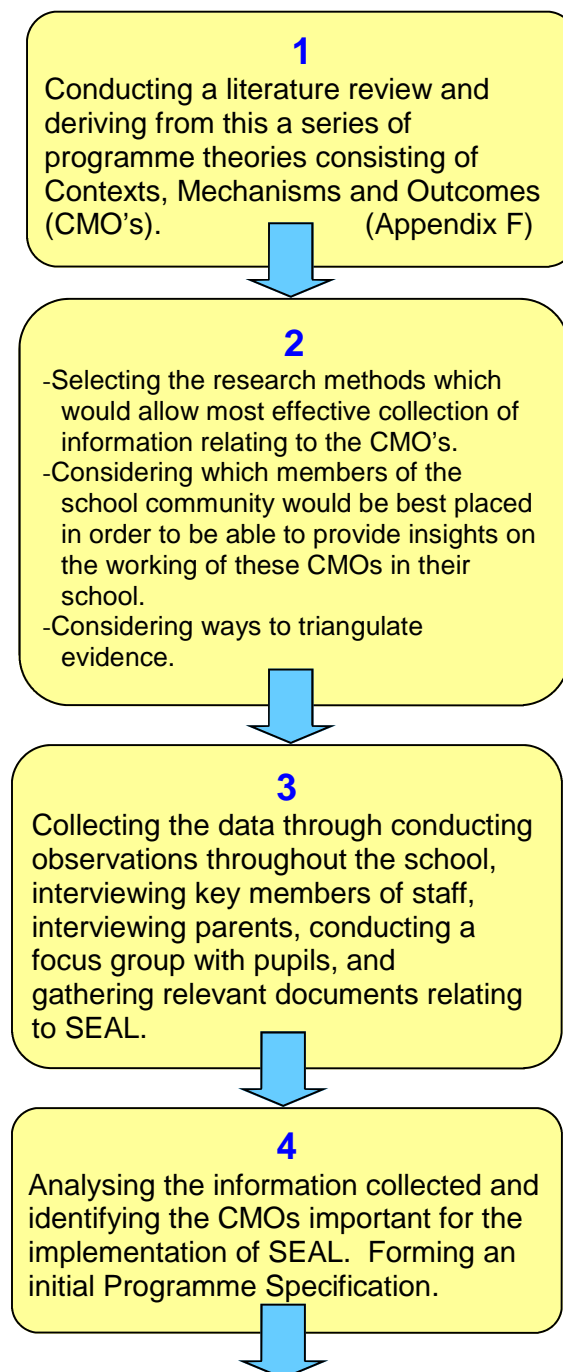 1
Conducting a literature review and
deriving from this a series of
programme theories consisting of
Contexts, Mechanisms and Outcomes
(CMO's). (Appendix F)
2
-Selecting the research methods which
would allow most effective collection of
information relating to the CMO's.
-Considering which members of the
school community would be best placed
in order to be able to provide insights on
the working of these CMOs in their
school.
-Considering ways to triangulate
evidence.
3
Collecting the data through conducting
observations throughout the school,
interviewing key members of staff,
interviewing parents, conducting a
focus group with pupils, and
gathering relevant documents relating
to SEAL.
4
Analysing the information collected and
identifying the CMOs important for the
implementation of SEAL. Forming an
initial Programme Specification.